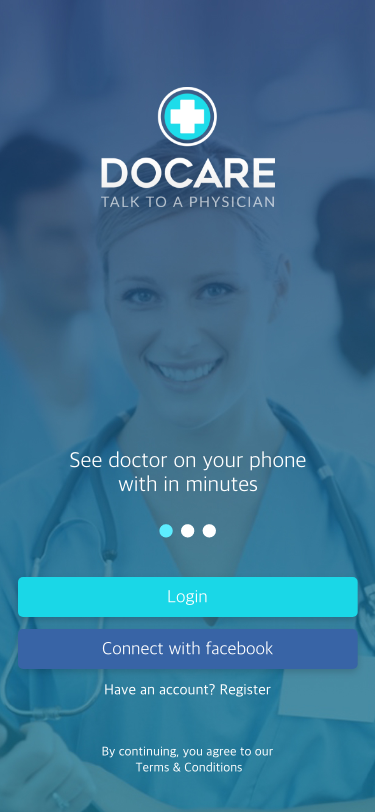 DOCARE
TALK TO A PHYSICIAN
See doctor on your phone
with in minutes
Login
Connect with facebook
Have an account? Register
By continuing, you agree to our
Terms & Conditions